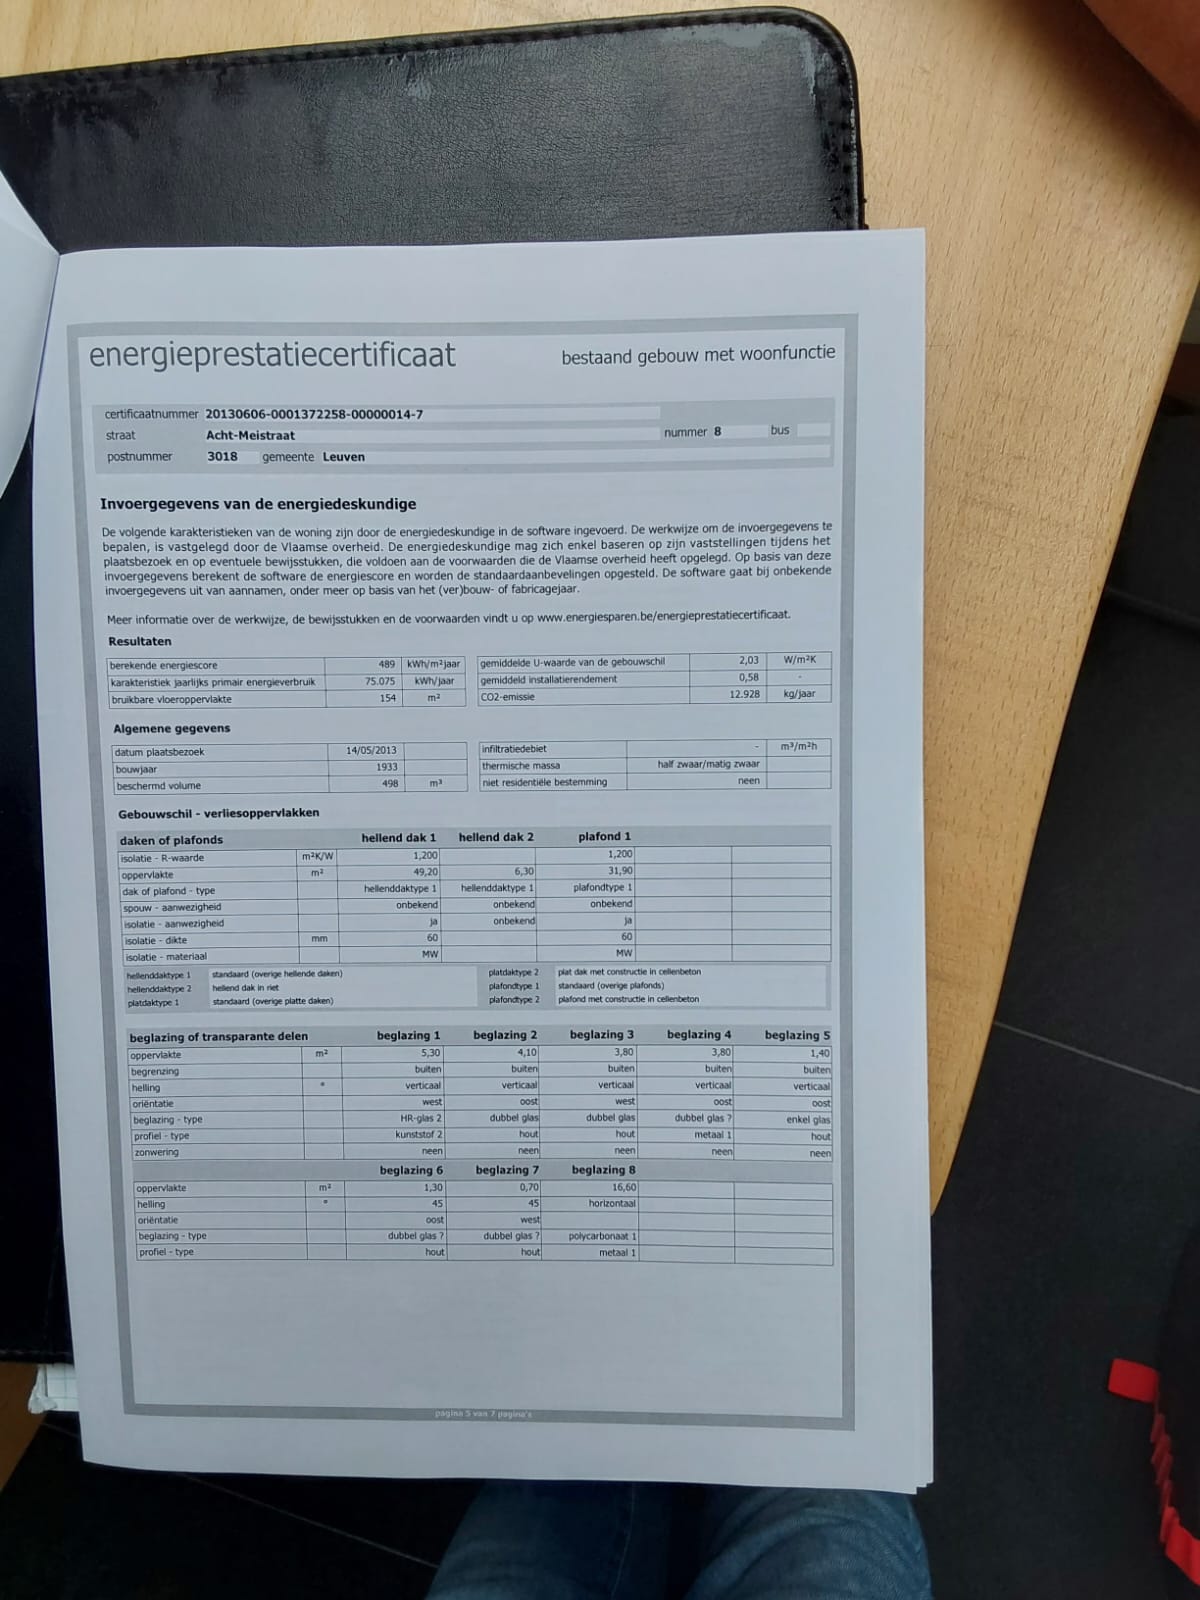 energieprestatiecertificaat bestaand gebouw met woonfunctie
certificaatnummer 20130606-0001372258-00000014-7
straat Acht-Meistraat nummer 8 bus
postnummer 3018 gemeente Leuven
Invoergegevens van de energiedeskundige
De volgende karakteristieken van de woning zijn door de energiedeskundige in de software ingevoerd. De werkwijze om de invoergegevens te
bepalen, is vastgelegd door de Vlaamse overheid. De energiedeskundige mag zich enkel baseren op zijn vaststellingen tijdens het
plaatsbezoek en op eventuele bewijsstukken, die voldoen aan de voorwaarden die de Vlaamse overheid heeft opgelegd. Op basis van deze
invoergegevens berekent de software de energiescore en worden de standaardaanbevelingen opgesteld. De software gaat bij onbekende
invoergegevens uit van aannamen, onder meer op basis van het (ver)bouw- of fabricagejaar.
Meer informatie over de werkwijze, de bewijsstukken en de voorwaarden vindt u op www.energiesparen.be/energieprestatiecertificaat.
Resultaten
berekende energiescore 489 kWh/m²jaar gemiddelde U-waarde van de gebouwschil 2,03 W/m²K
karakteristiek jaarlijks primair energieverbruik 75.075 kWh/jaar gemiddeld installatierendement 0,58 -
bruikbare vloeroppervlakte 154 m² CO2-emissie 12.928 kg/jaar
Algemene gegevens
datum plaatsbezoek 14/05/2013 infiltratiedebiet - m³/m²h
bouwjaar 1933 thermische massa half zwaar/matig zwaar
beschermd volume 498 m³ niet residentiële bestemming neen
Gebouwschil - verliesoppervlakken
daken of plafonds hellend dak 1 hellend dak 2 plafond 1
isolatie - R-waarde m²K/W 1,200 1,200
oppervlakte m² 49,20 6,30 31,90
dak of plafond - type hellenddaktype 1 hellenddaktype 1 plafondtype 1
spouw - aanwezigheid onbekend onbekend onbekend
isolatie - aanwezigheid ja onbekend ja
isolatie - dikte mm 60 60
isolatie - materiaal MW MW
hellenddaktype 1 standaard (overige hellende daken) platdaktype 2 plat dak met constructie in cellenbeton
hellenddaktype 2 hellend dak in riet plafondtype 1 standaard (overige plafonds)
platdaktype 1 standaard (overige platte daken) plafondtype 2 plafond met constructie in cellenbeton
beglazing of transparante delen beglazing 1 beglazing 2 beglazing 3 beglazing 4 beglazing 5
oppervlakte m² 5,30 4,10 3,80 3,80 1,40
begrenzing buiten buiten buiten buiten buiten
helling ° verticaal verticaal verticaal verticaal verticaal
oriëntatie west oost west oost oost
beglazing - type HR-glas 2 dubbel glas dubbel glas dubbel glas ? enkel glas
profiel - type kunststof 2 hout hout metaal 1 hout
zonwering neen neen neen neen neen
beglazing 6 beglazing 7 beglazing 8
oppervlakte m² 1,30 0,70 16,60
helling ° 45 45 horizontaal
oriëntatie oost west
beglazing - type dubbel glas ? dubbel glas ? polycarbonaat 1
profiel - type hout hout metaal 1
pagina 5 van 7 pagina's